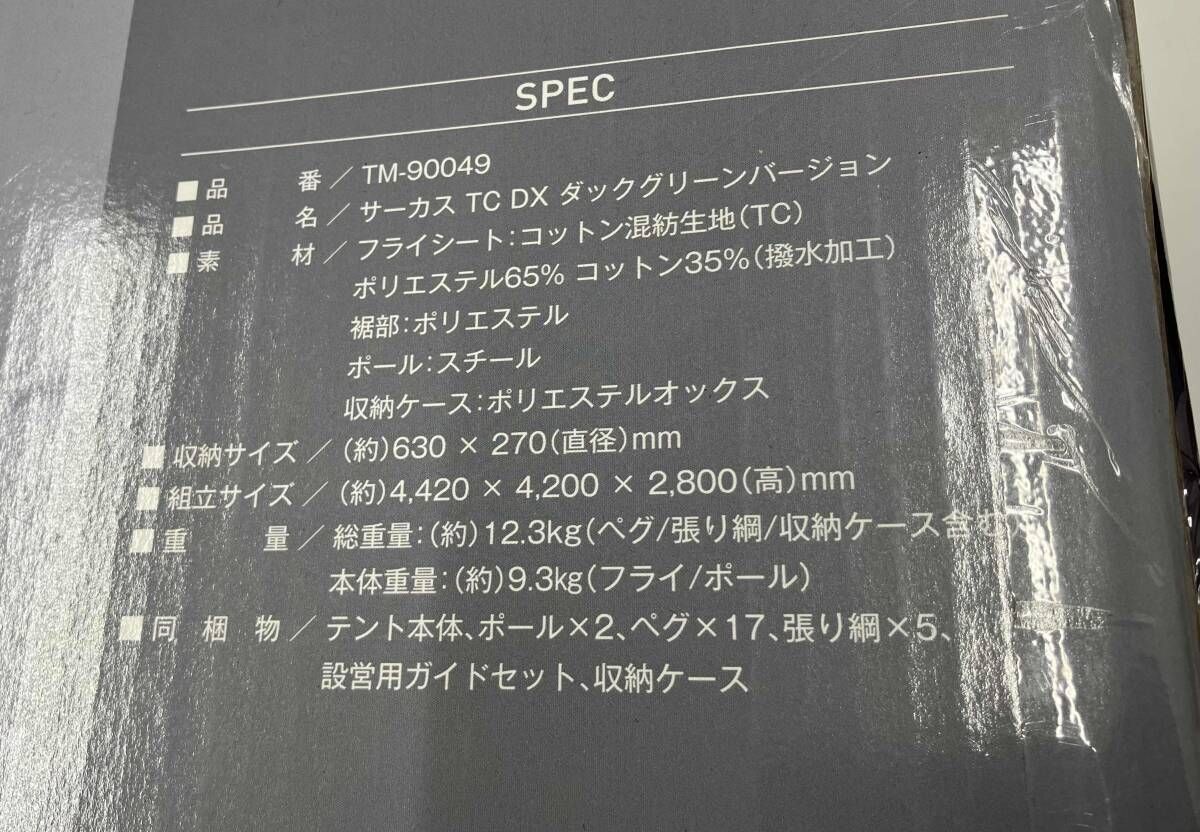 SPEC
■品　　番／TM-90049
■品　　名／サーカス TC DX ダックグリーンバージョン
■素　　材／フライシート：コットン混紡生地（TC）
ポリエステル65% コットン35%（撥水加工）
裾部：ポリエステル
ポール：スチール
収納ケース：ポリエステルオックス
■収納サイズ／（約）630 × 270（直径）mm
■組立サイズ／（約）4,420 × 4,200 × 2,800（高）mm
■重　　量／総重量：（約）12.3kg（ペグ/張り綱/収納ケース含む）
本体重量：（約）9.3kg（フライ/ポール）
■同 梱 物／テント本体、ポール×2、ペグ×17、張り綱×5、
設営用ガイドセット、収納ケース